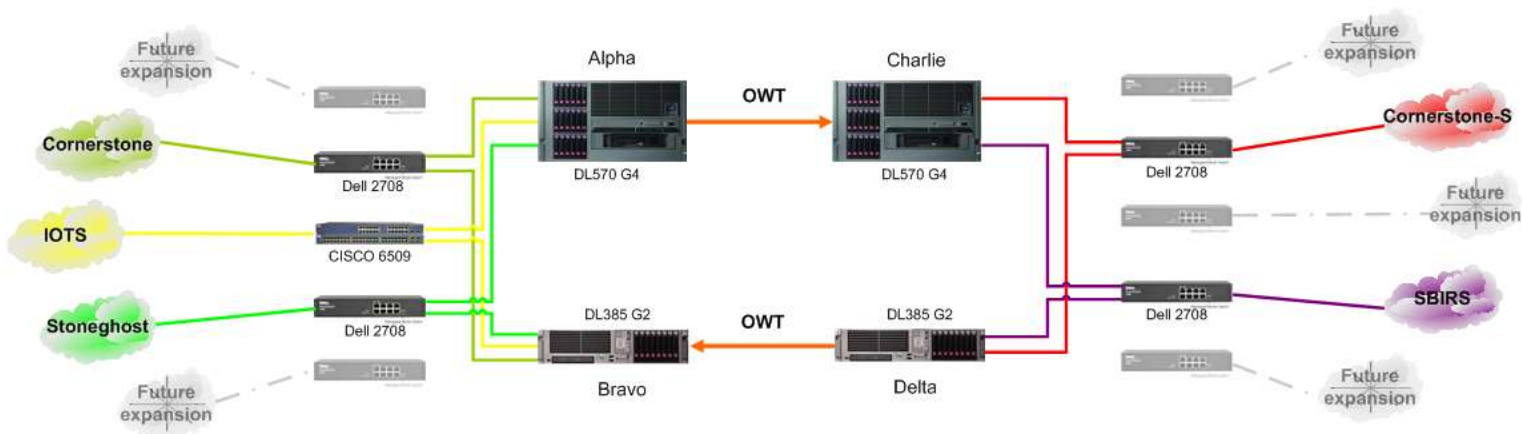 Future
expansion
Alpha
Charlie
Future
expansion
OWT
Cornerstone
Cornerstone-S
Dell 2708
DL570 G4
DL570 G4
Dell 2708
Future
expansion
IOTS
CISCO 6509
Stoneghost
Dell 2708
DL385 G2
OWT
DL385 G2
Dell 2708
SBIRS
Future
expansion
Bravo
Delta
Future
expansion